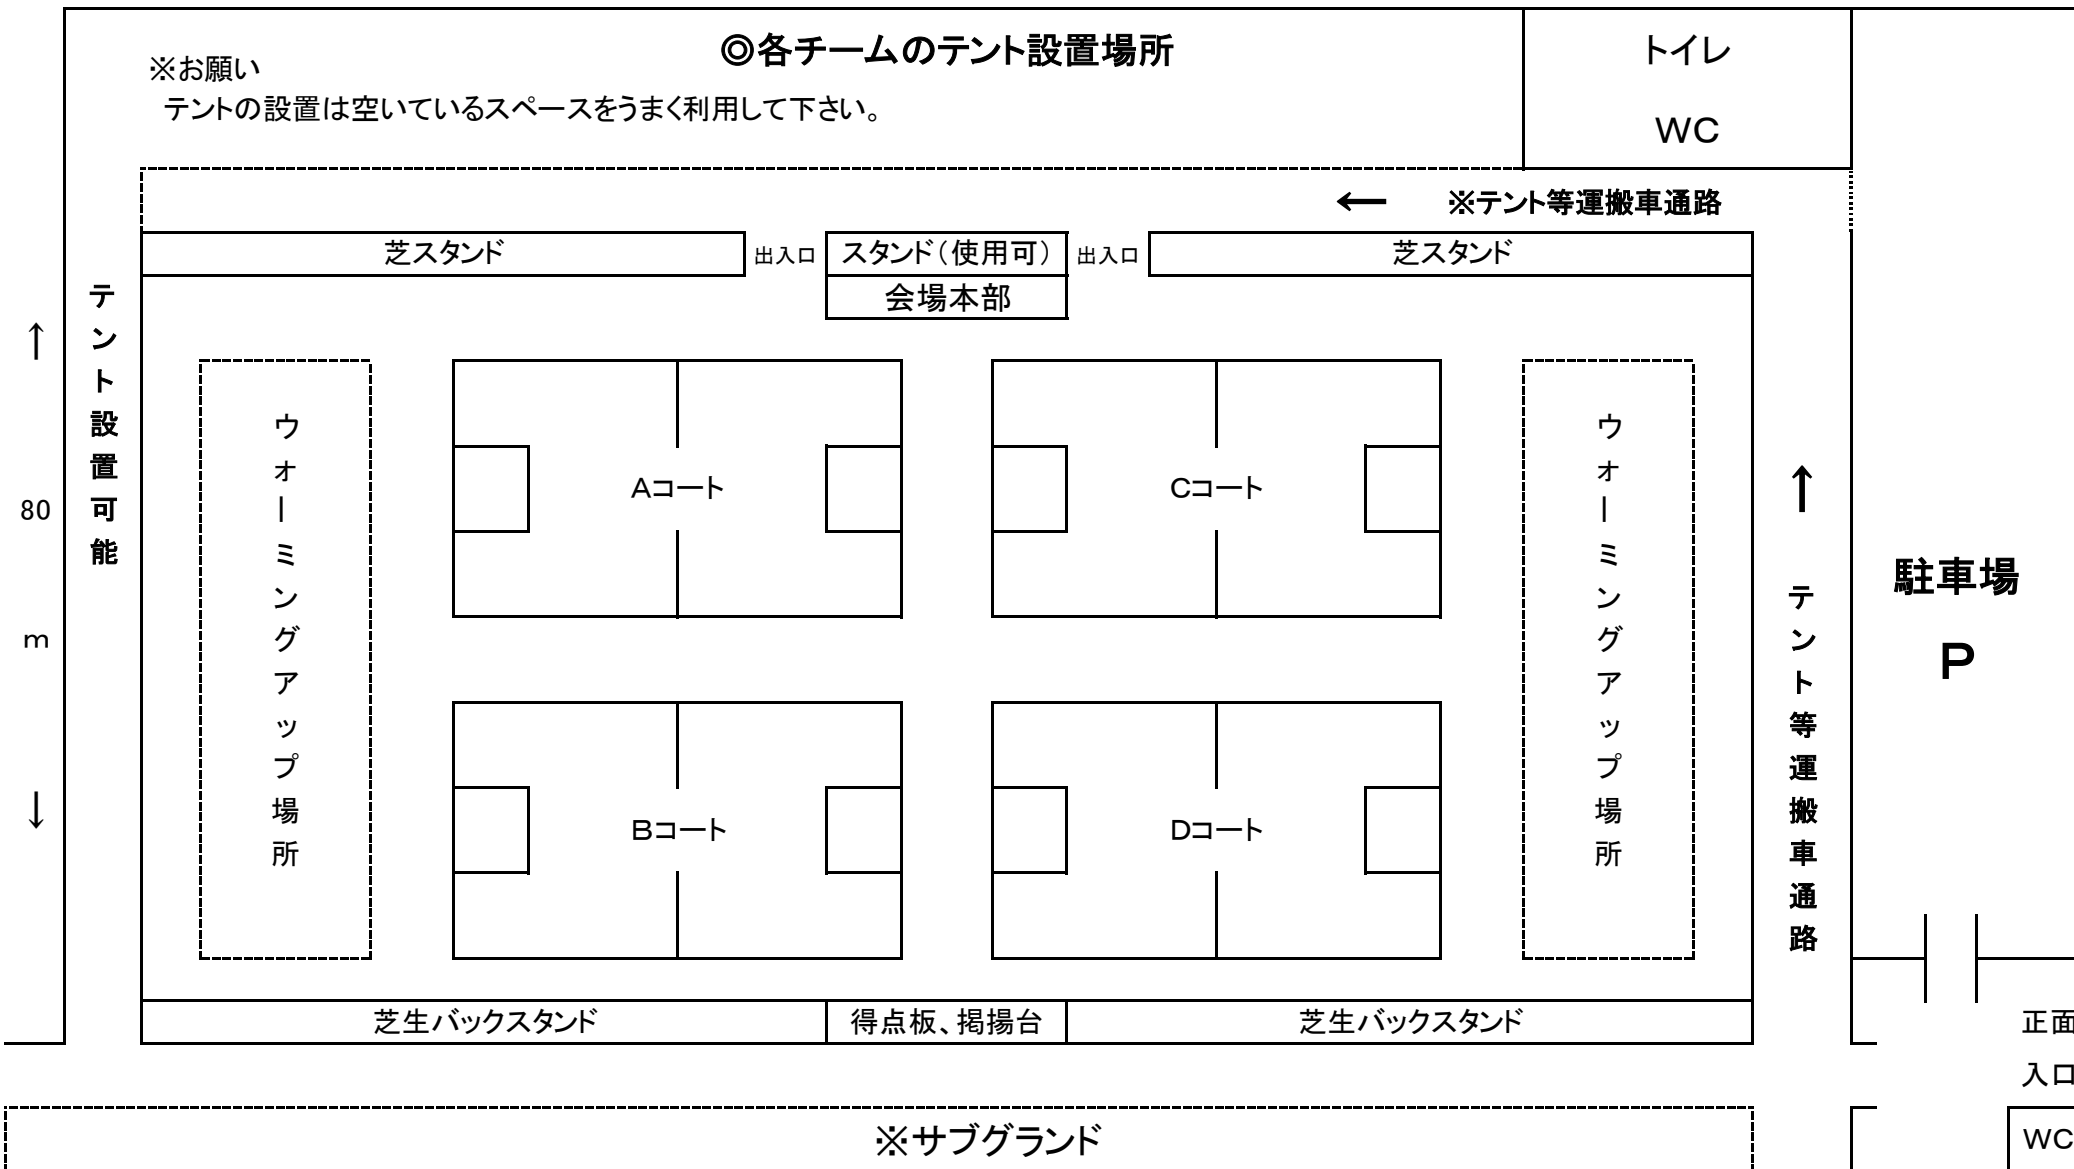 ◎各チームのテント設置場所
※お願い
テントの設置は空いているスペースをうまく利用して下さい。
トイレ
WC
← ※テント等運搬車通路
芝スタンド
出入口
スタンド(使用可)
出入口
芝スタンド
会場本部
テント設置可能
↑
80
m
↓
ウォーミングアップ場所
Aコート
Cコート
Bコート
Dコート
ウォーミングアップ場所
↑
テント等運搬車通路
駐車場
P
芝生バックスタンド
得点板、掲揚台
芝生バックスタンド
正面
入口
※サブグランド
WC